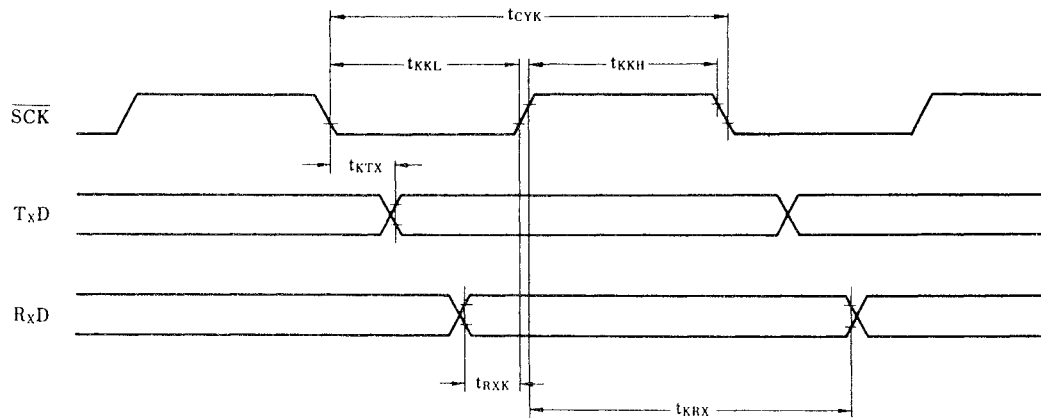 tCYK
tKKL
tKKH
SCK
tKTX
TXD
RXD
tRXK
tKRX